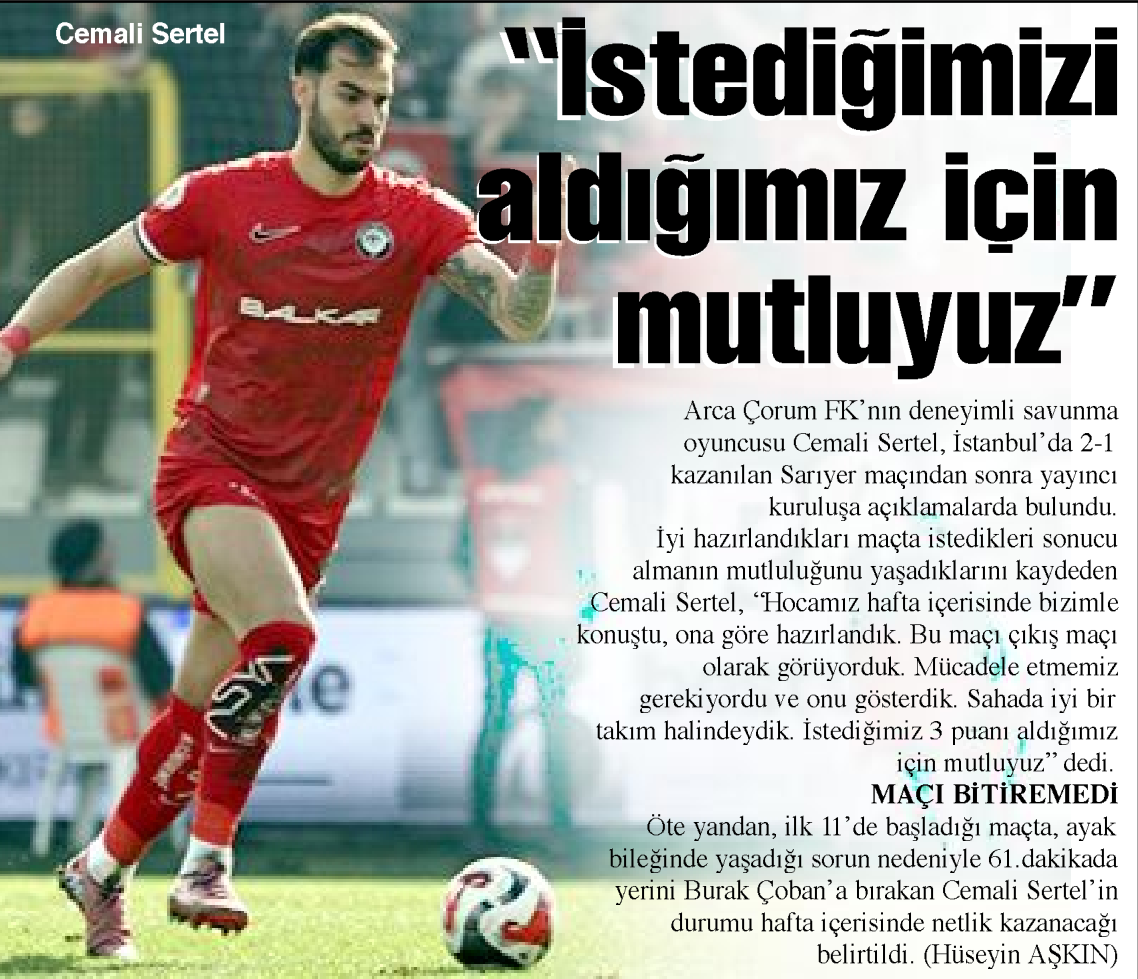 Cemali Sertel
“İstediğimizi
aldığımız için
mutluyuz”
BALKAR
Arca Çorum FK’nın deneyimli savunma
oyuncusu Cemali Sertel, İstanbul’da 2-1
kazanılan Sarıyer maçından sonra yayıncı
kuruluşa açıklamalarda bulundu.
İyi hazırlandıkları maçta istedikleri sonucu
almanın mutluluğunu yaşadıklarını kaydeden
Cemali Sertel, “Hocamız hafta içerisinde bizimle
konuştu, ona göre hazırlandık. Bu maçı çıkış maçı
olarak görüyorduk. Mücadele etmemiz
gerekiyordu ve onu gösterdik. Sahada iyi bir
takım halindeydik. İstediğimiz 3 puanı aldığımız
için mutluyuz” dedi.
MAÇI BİTİREMEDİ
Öte yandan, ilk 11’de başladığı maçta, ayak
bileğinde yaşadığı sorun nedeniyle 61.dakikada
yerini Burak Çoban’a bırakan Cemali Sertel’in
durumu hafta içerisinde netlik kazanacağı
belirtildi. (Hüseyin AŞKIN)